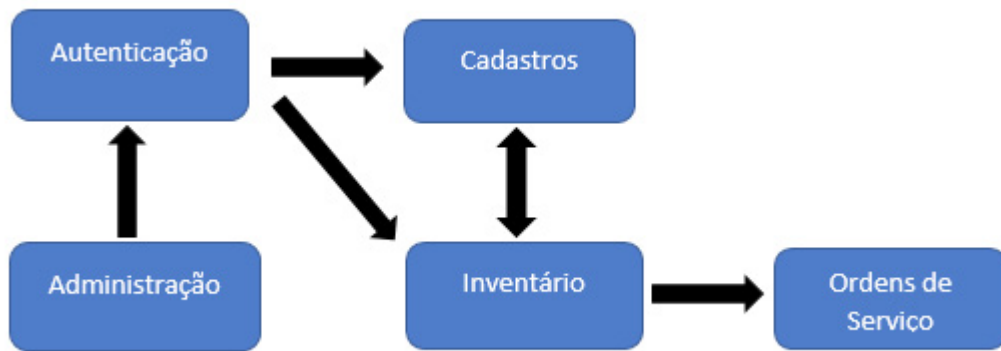 Autenticação
Cadastros
Administração
Inventário
Ordens de
Serviço